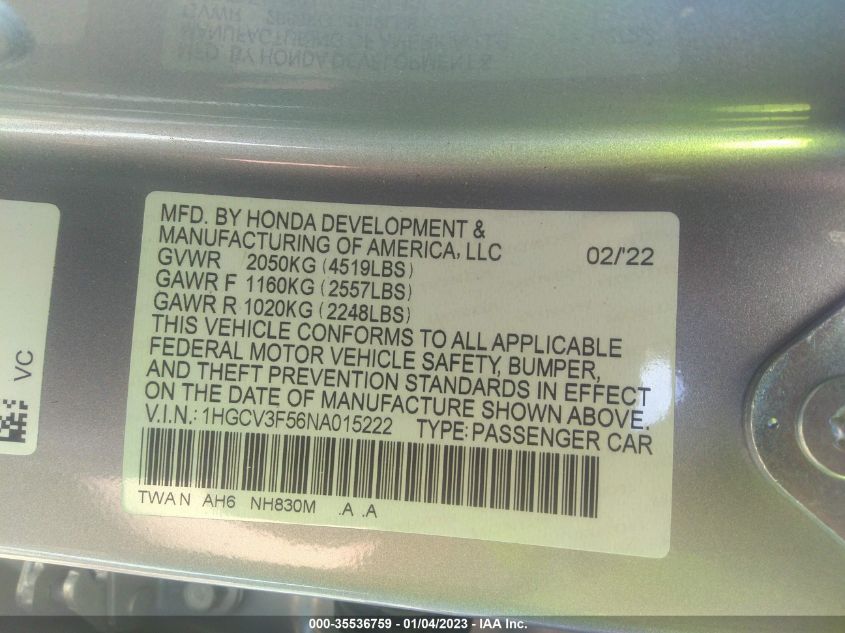 MFD. BY HONDA DEVELOPMENT &
MANUFACTURING OF AMERICA, LLC 02/'22
GVWR 2050KG (4519LBS)
GAWR F 1160KG (2557LBS)
GAWR R 1020KG (2248LBS)
THIS VEHICLE CONFORMS TO ALL APPLICABLE
FEDERAL MOTOR VEHICLE SAFETY, BUMPER,
AND THEFT PREVENTION STANDARDS IN EFFECT
ON THE DATE OF MANUFACTURE SHOWN ABOVE.
V.I.N.: 1HGCV3F56NA015222 TYPE: PASSENGER CAR
TWA N AH6 NH830M .A .A
VC
000-35536759 - 01/04/2023 - IAA Inc.